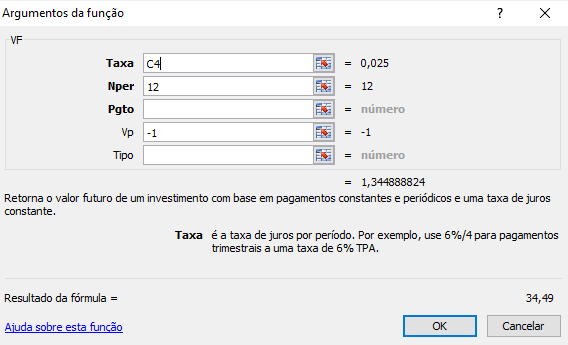 Argumentos da função ? ×
VF
Taxa C4 = 0,025
Nper 12 = 12
Pgto = número
Vp -1 = -1
Tipo = número
= 1,344888824
Retorna o valor futuro de um investimento com base em pagamentos constantes e periódicos e uma taxa de juros
constante.
Taxa é a taxa de juros por período. Por exemplo, use 6%/4 para pagamentos
trimestrais a uma taxa de 6% TPA.
Resultado da fórmula = 34,49
Ajuda sobre esta função OK Cancelar